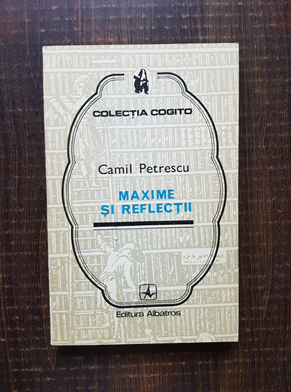 COLECȚIA COGITO
Camil Petrescu
MAXIME
ȘI REFLECȚII
Editura Albatros